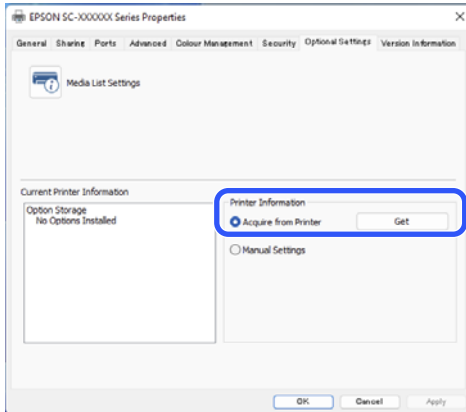 EPSON SC-XXXXXX Series Properties
General Sharing Ports Advanced Colour Management Security Optional Settings Version Information
Media List Settings
Current Printer Information
Option Storage
No Options Installed
Printer Information
Acquire from Printer
Get
Manual Settings
OK
Cancel
Apply